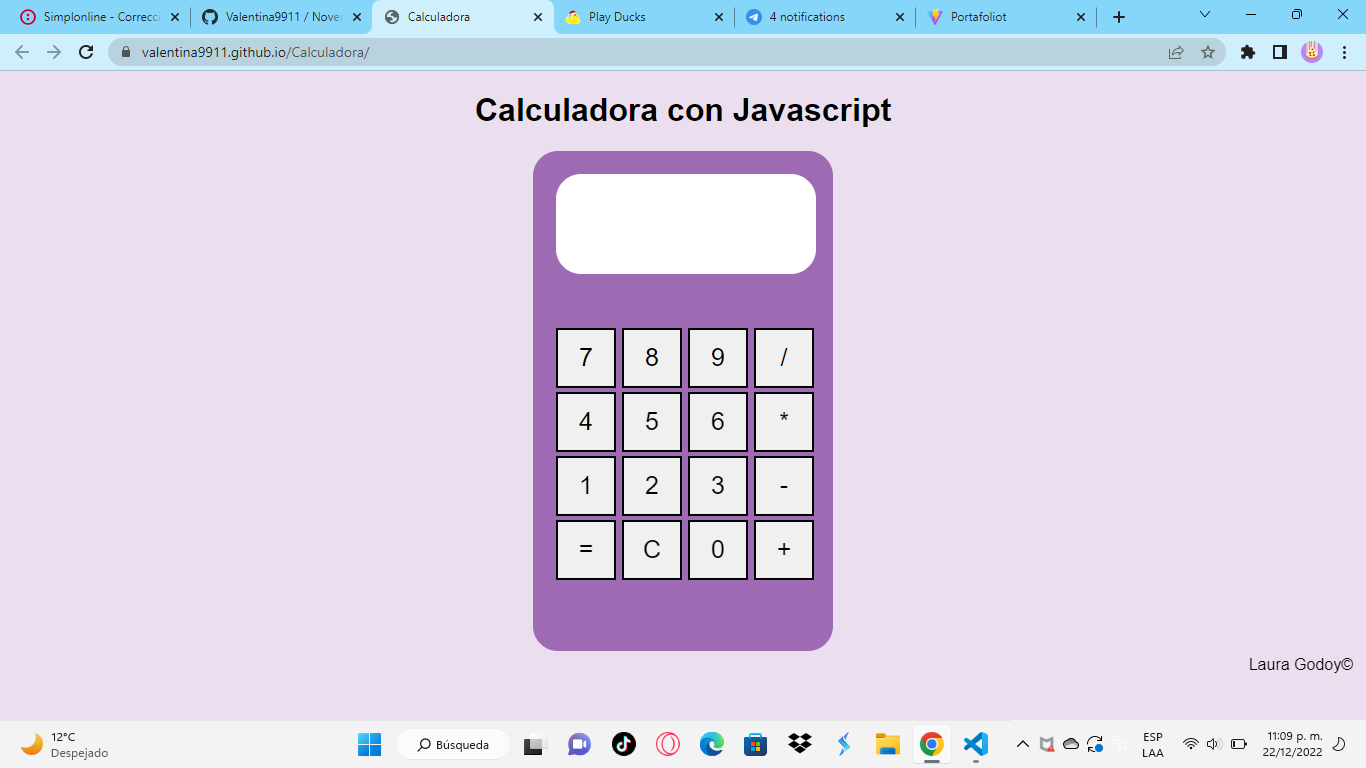 Simplonline - Correcci
Valentina9911 / Nover
Calculadora
Play Ducks
4 notifications
Portafoliot
valentina9911.github.io/Calculadora/
Calculadora con Javascript
7 8 9 /
4 5 6 *
1 2 3 -
= C 0 +
Laura Godoy©
12°C
Despejado
Búsqueda
ESP
LAA
11:09 p. m.
22/12/2022